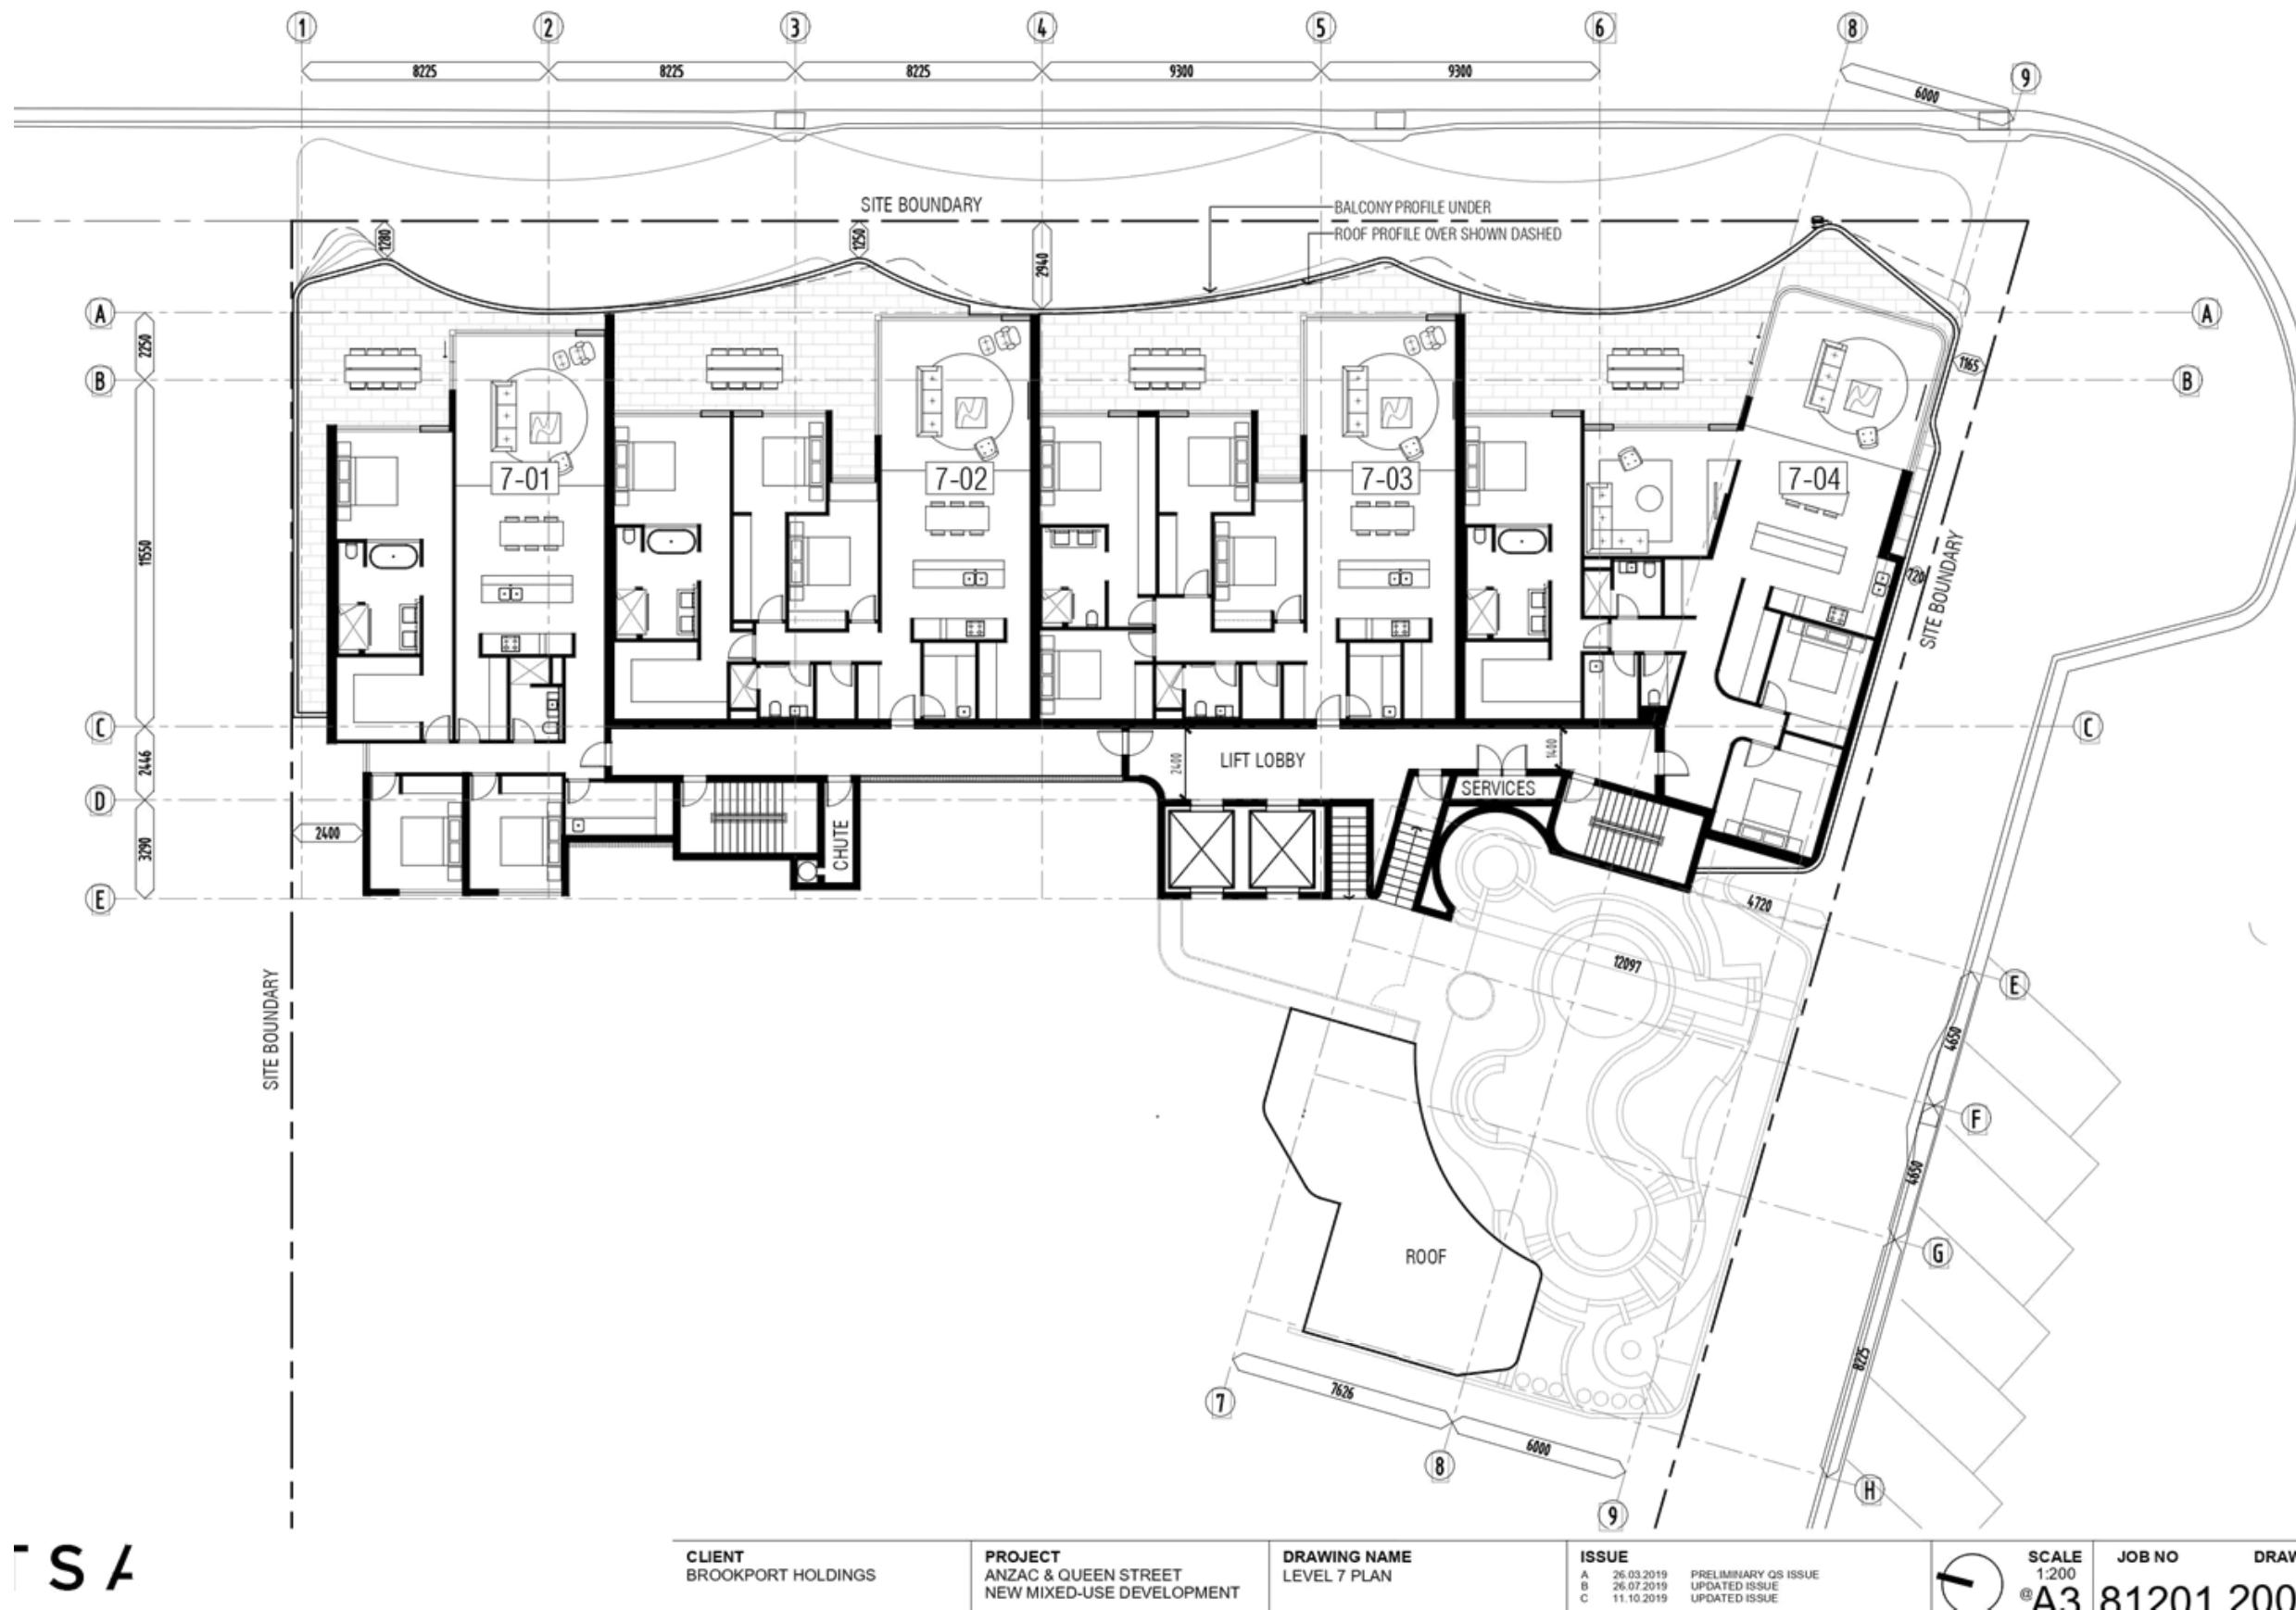 1 2 3 4 5 6 8
9
8225 8225 8225 9300 9300
6000
SITE BOUNDARY
BALCONY PROFILE UNDER
ROOF PROFILE OVER SHOWN DASHED
1280
1250
2940
A
A
2250
B
B
1165
7-01
7-02
7-03
7-04
11550
720
SITE BOUNDARY
C
C
2446
LIFT LOBBY
2400
1400
SERVICES
D
2400
3290
CHUTE
E
4720
12097
SITE BOUNDARY
E
4650
F
4650
G
ROOF
8225
7626
7
6000
8
H
9
TSA
CLIENT
BROOKPORT HOLDINGS
PROJECT
ANZAC & QUEEN STREET
NEW MIXED-USE DEVELOPMENT
DRAWING NAME
LEVEL 7 PLAN
ISSUE
A 26.03.2019 PRELIMINARY QS ISSUE
B 26.07.2019 UPDATED ISSUE
C 11.10.2019 UPDATED ISSUE
SCALE
1:200
@A3
JOB NO
81201
DRAW
200